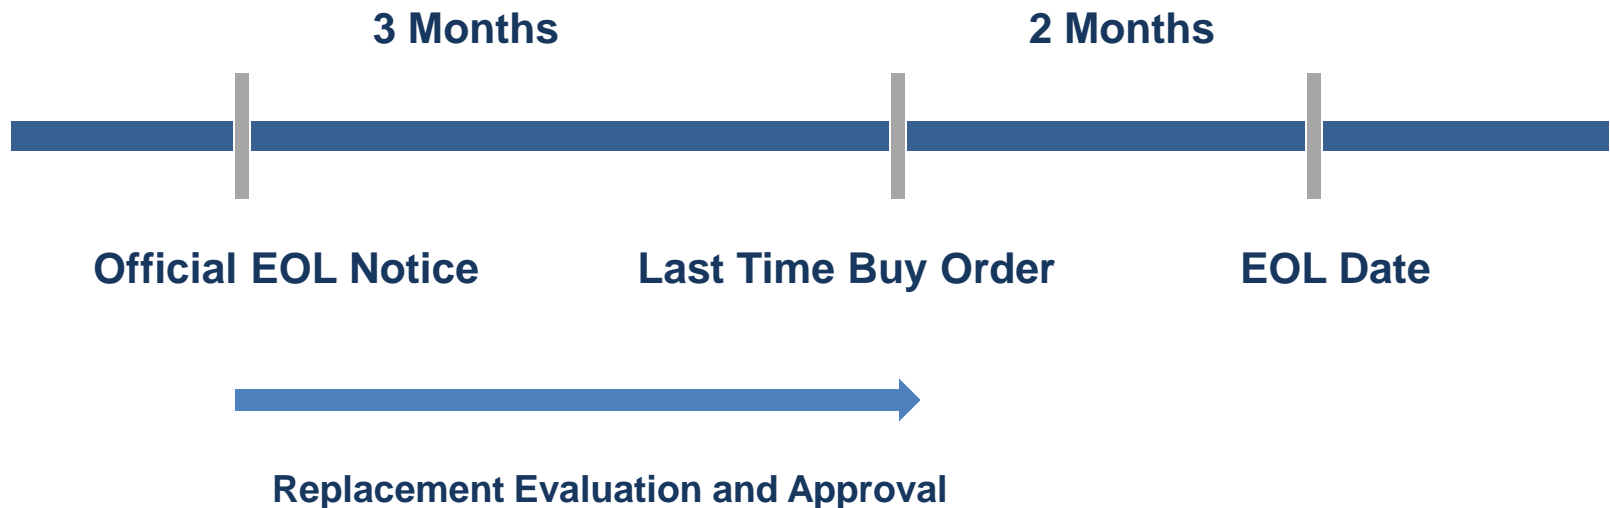 3 Months
2 Months
Official EOL Notice
Last Time Buy Order
EOL Date
Replacement Evaluation and Approval